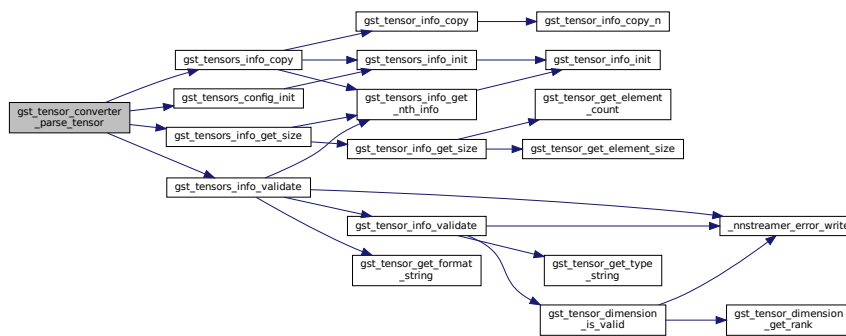 gst_tensor_converter
_parse_tensor
gst_tensors_info_copy
gst_tensors_config_init
gst_tensors_info_get_size
gst_tensors_info_validate
gst_tensor_info_copy
gst_tensors_info_init
gst_tensors_info_get
_nth_info
gst_tensor_info_get_size
gst_tensor_info_validate
gst_tensor_get_format
_string
gst_tensor_info_copy_n
gst_tensor_info_init
gst_tensor_get_element
_count
gst_tensor_get_element_size
gst_tensor_get_type
_string
gst_tensor_dimension
_is_valid
_nnstreamer_error_write
gst_tensor_dimension
_get_rank